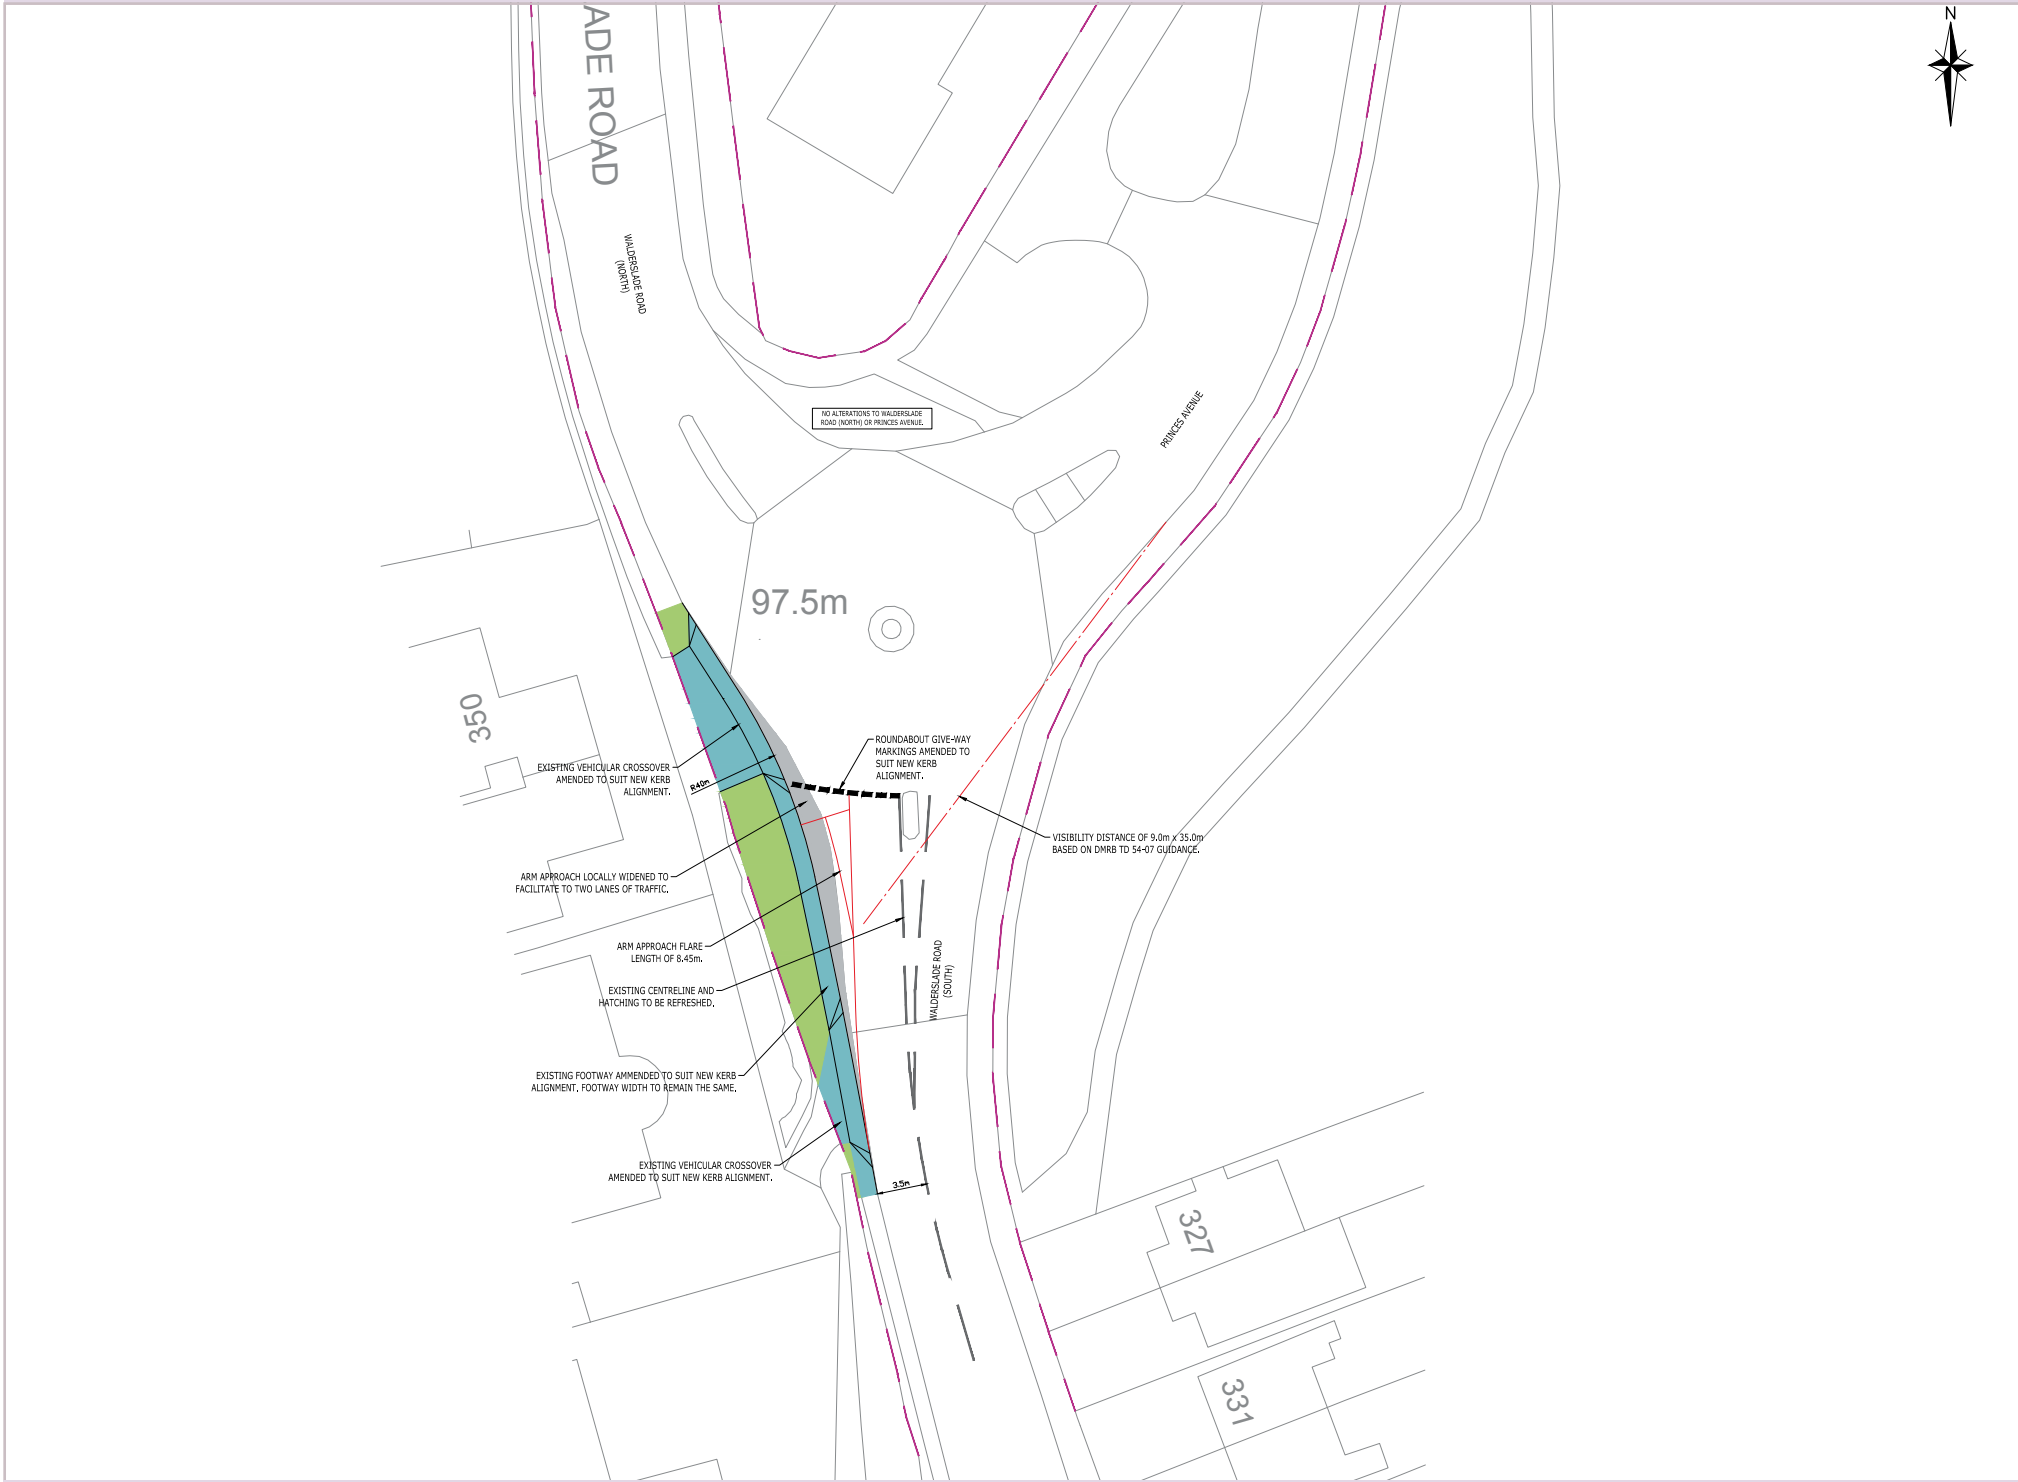 N
ADE ROAD
WALDERSLADE ROAD
(NORTH)
NO ALTERATIONS TO WALDERSLADE
ROAD (NORTH) OR PRINCES AVENUE.
PRINCES AVENUE
97.5m
350
ROUNDABOUT GIVE-WAY
MARKINGS AMENDED TO
SUIT NEW KERB
ALIGNMENT.
EXISTING VEHICULAR CROSSOVER
AMENDED TO SUIT NEW KERB
ALIGNMENT.
R40m
VISIBILITY DISTANCE OF 9.0m x 35.0m
BASED ON DMRB TD 54-07 GUIDANCE.
ARM APPROACH LOCALLY WIDENED TO
FACILITATE TO TWO LANES OF TRAFFIC.
ARM APPROACH FLARE
LENGTH OF 8.45m.
WALDERSLADE ROAD
(SOUTH)
EXISTING CENTRELINE AND
HATCHING TO BE REFRESHED.
EXISTING FOOTWAY AMMENDED TO SUIT NEW KERB
ALIGNMENT. FOOTWAY WIDTH TO REMAIN THE SAME.
EXISTING VEHICULAR CROSSOVER
AMENDED TO SUIT NEW KERB ALIGNMENT.
3.5m
327
331